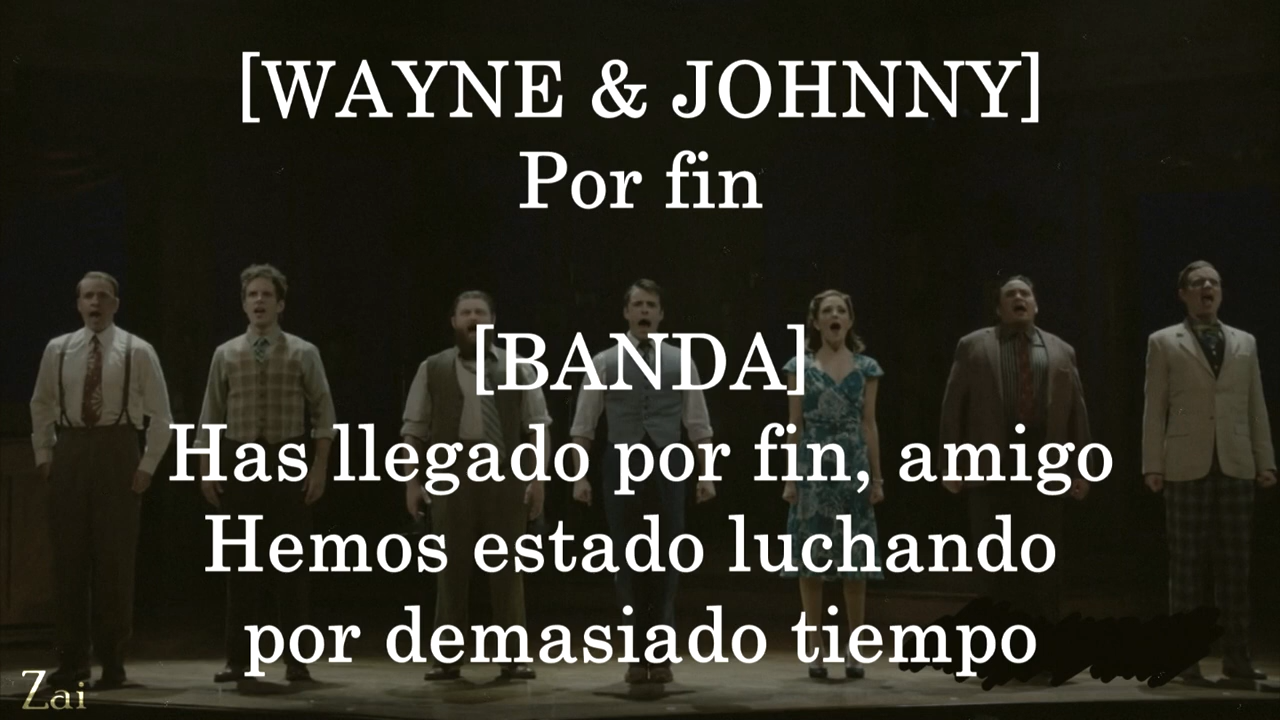 [WAYNE & JOHNNY]
Por fin
[BANDA]
Has llegado por fin, amigo
Hemos estado luchando
por demasiado tiempo
Zai